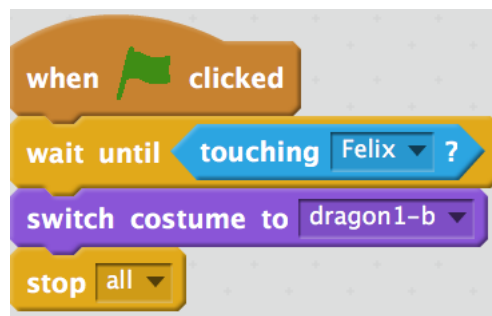 when clicked
wait until touching Felix ?
switch costume to dragon1-b
stop all